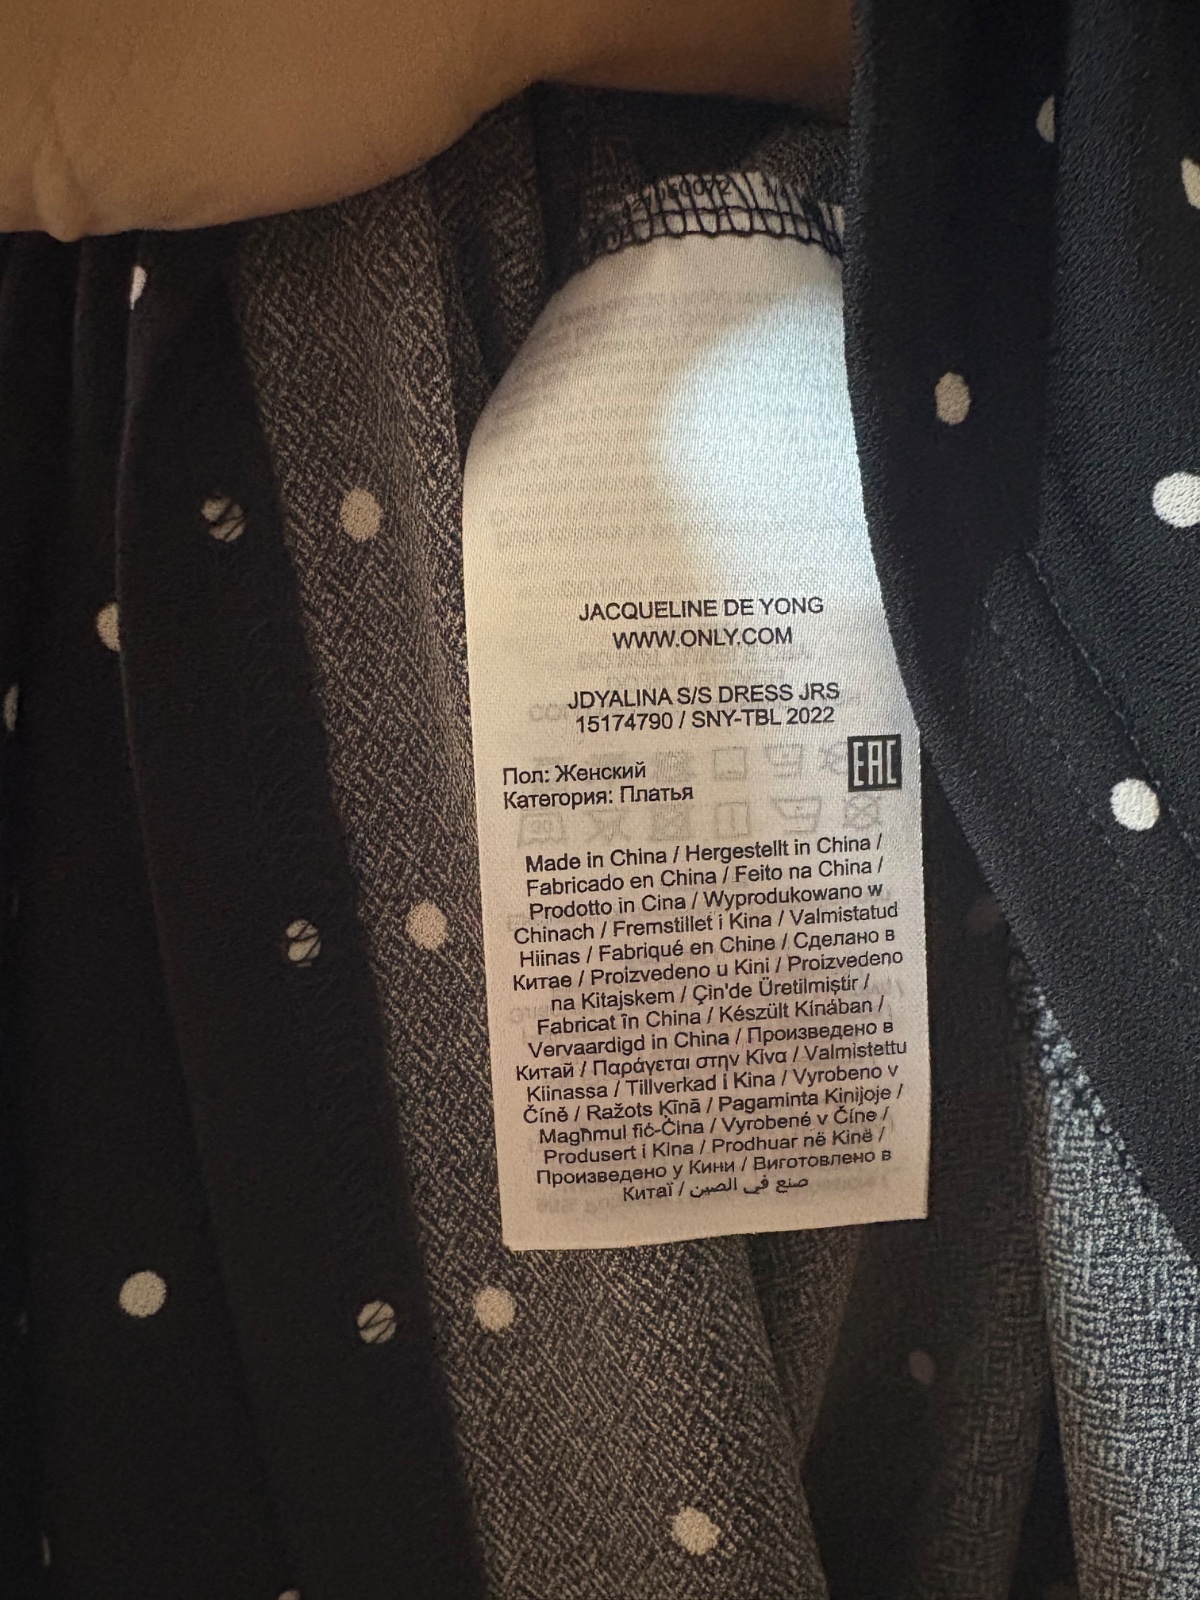 JACQUELINE DE YONG
WWW.ONLY.COM
JDYALINA S/S DRESS JRS
15174790 / SNY-TBL 2022
EAC
Пол: Женский
Категория: Платья
Made in China / Hergestellt in China /
Fabricado en China / Feito na China /
Prodotto in Cina / Wyprodukowano w
Chinach / Fremstillet i Kina / Valmistatud
Hiinas / Fabriqué en Chine / Сделано в
Китае / Proizvedeno u Kini / Proizvedeno
na Kitajskem / Çin'de Üretilmiştir /
Fabricat în China / Készült Kínában /
Vervaardigd in China / Произведено в
Китай / Παράγεται στην Κίνα / Valmistettu
Kiinassa / Tillverkad i Kina / Vyrobeno v
Číně / Ražots Ķīnā / Pagaminta Kinijoje /
Magħmul fiċ-Ċina / Vyrobené v Číne /
Produsert i Kina / Prodhuar në Kinë /
Произведено у Кини / Виготовлено в
Китаї / صنع في الصين